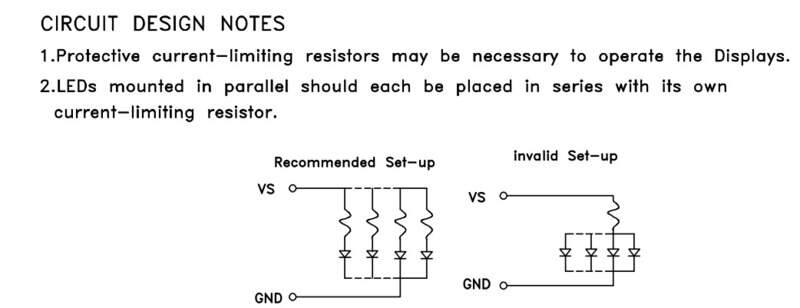 CIRCUIT DESIGN NOTES
1.Protective current-limiting resistors may be necessary to operate the Displays.
2.LEDs mounted in parallel should each be placed in series with its own
current-limiting resistor.
Recommended Set-up
VS
GND
invalid Set-up
VS
GND